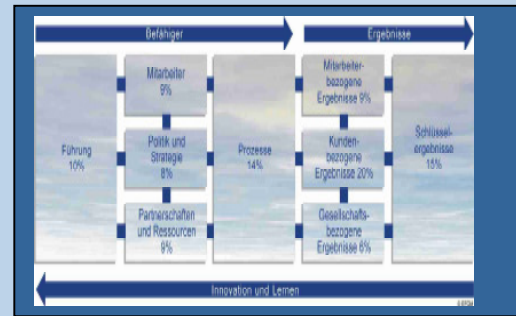 Befähiger
Ergebnisse
Führung
10%
Mitarbeiter
9%
Politik und
Strategie
8%
Partnerschaften
und Ressourcen
9%
Prozesse
14%
Mitarbeiter-
bezogene
Ergebnisse 9%
Kunden-
bezogene
Ergebnisse 20%
Gesellschafts-
bezogene
Ergebnisse 6%
Schlüssel-
ergebnisse
15%
Innovation und Lernen